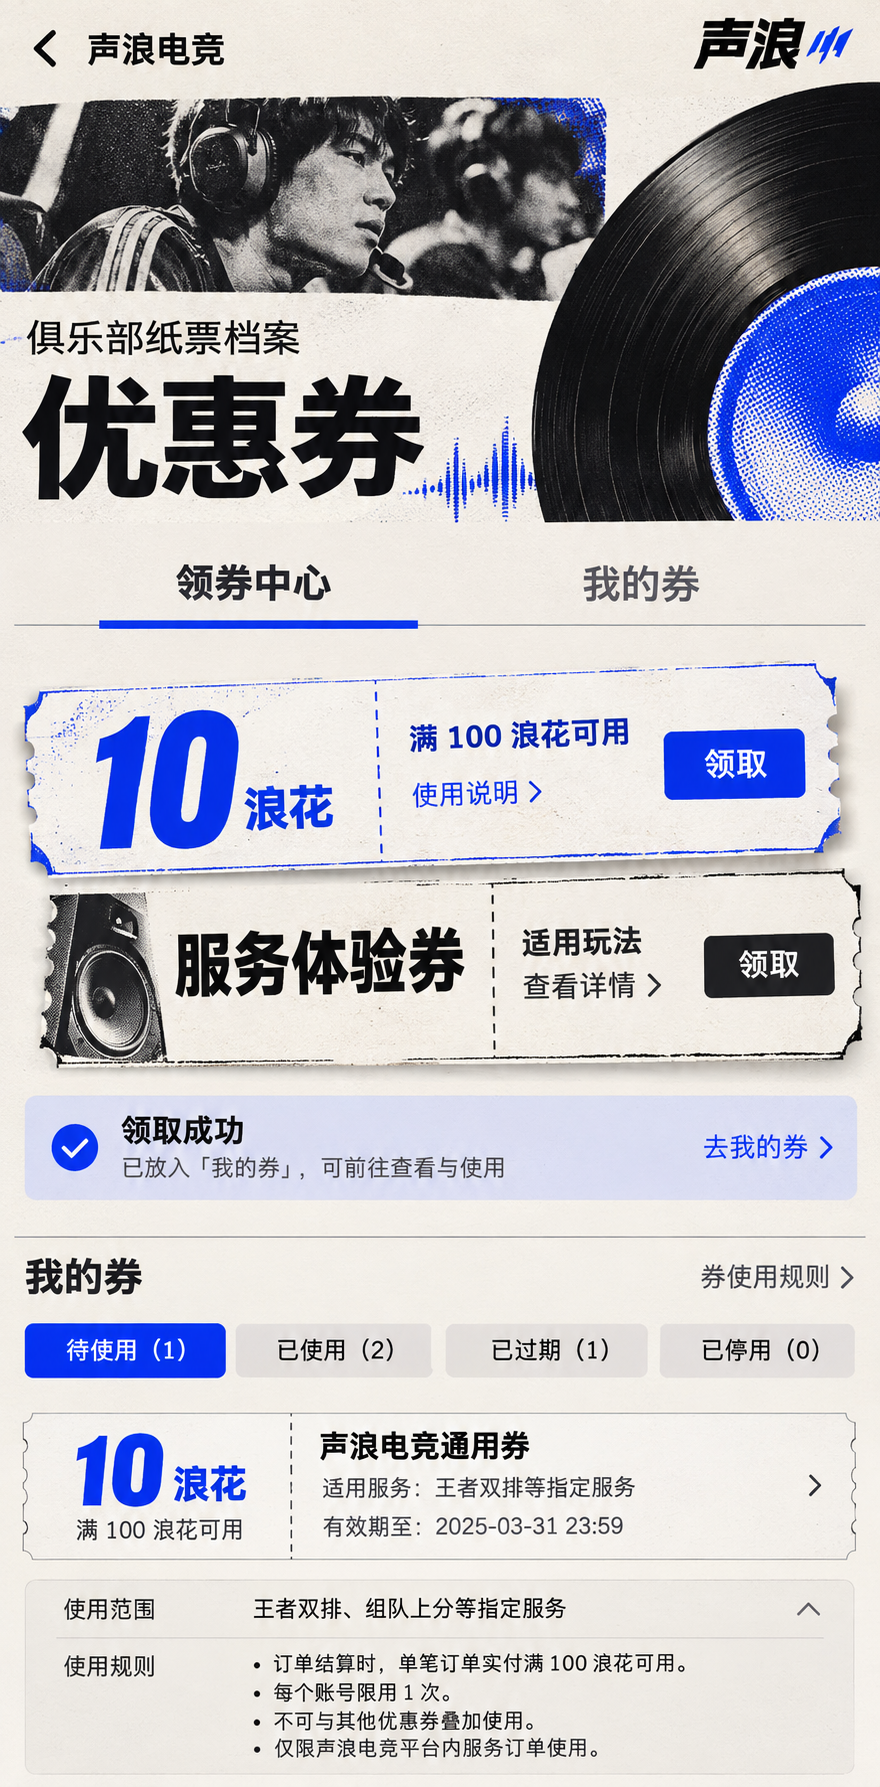 声浪电竞
声浪
俱乐部纸票档案
优惠券
领券中心
我的券
10 浪花
满 100 浪花可用
使用说明
领取
服务体验券
适用玩法
查看详情
领取
领取成功
已放入「我的券」，可前往查看与使用
去我的券
我的券
券使用规则
待使用（1）
已使用（2）
已过期（1）
已停用（0）
10 浪花
满 100 浪花可用
声浪电竞通用券
适用服务：王者双排等指定服务
有效期至：2025-03-31 23:59
使用范围
王者双排、组队上分等指定服务
使用规则
• 订单结算时，单笔订单实付满 100 浪花可用。
• 每个账号限用 1 次。
• 不可与其他优惠券叠加使用。
• 仅限声浪电竞平台内服务订单使用。